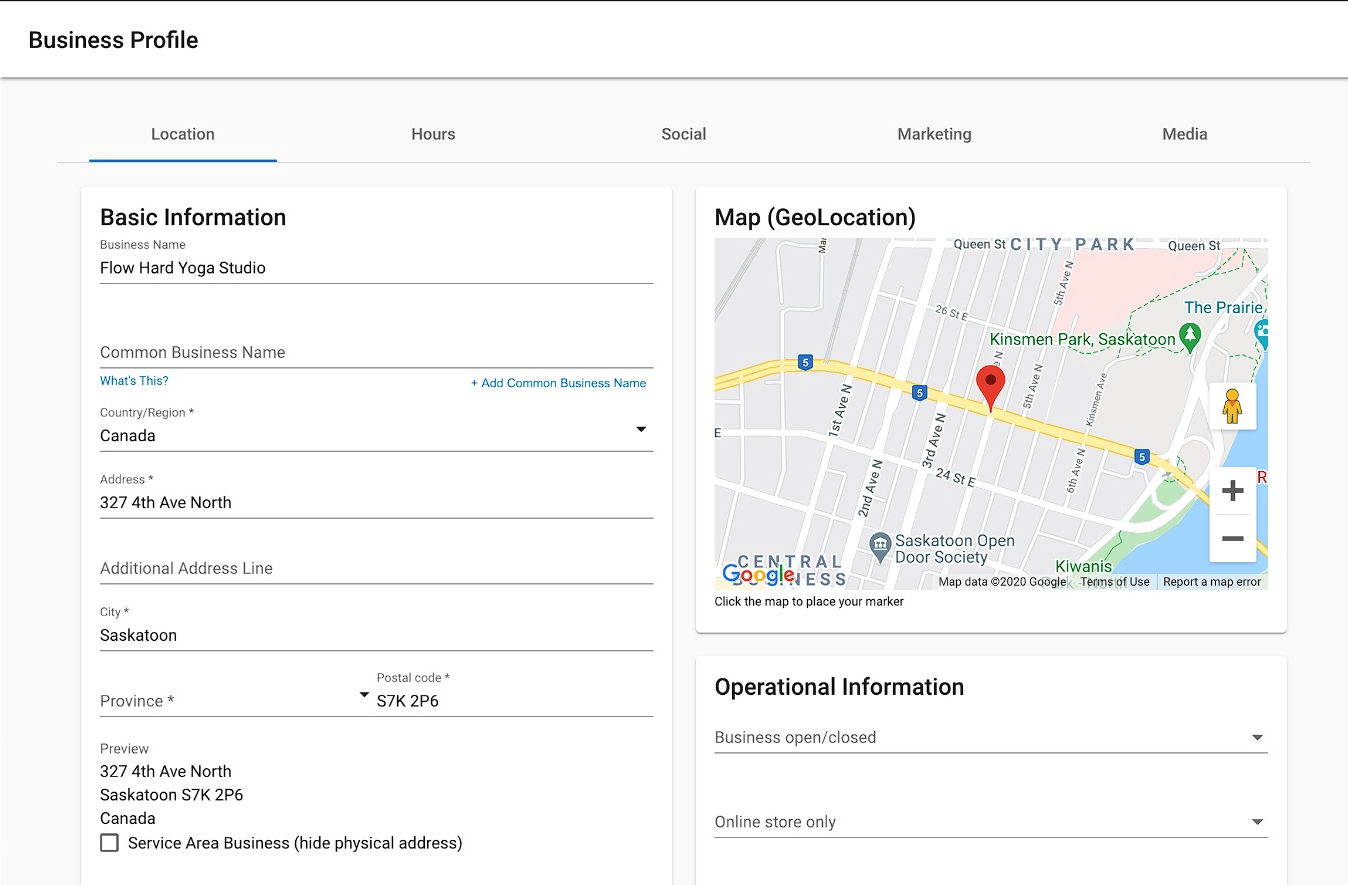 Business Profile
Location
Hours
Social
Marketing
Media
Basic Information
Business Name
Flow Hard Yoga Studio
Common Business Name
What's This?
+ Add Common Business Name
Country/Region *
Canada
Address *
327 4th Ave North
Additional Address Line
City *
Saskatoon
Province *
Postal code *
S7K 2P6
Preview
327 4th Ave North
Saskatoon S7K 2P6
Canada
Service Area Business (hide physical address)
Map (GeoLocation)
Queen St
CITY PARK
Queen St
5th Ave N
26 St E
The Prairie
Kinsmen Park, Saskatoon
5
5
1st Ave N
5th Ave N
Kinsmen Ave
3rd Ave N
E
5
24 St E
6th Ave N
2nd Ave N
R
Saskatoon Open
Door Society
CENTRAL
BUSINESS
Google
Kiwanis
Map data ©2020 Google
Terms of Use
Report a map error
Click the map to place your marker
Operational Information
Business open/closed
Online store only